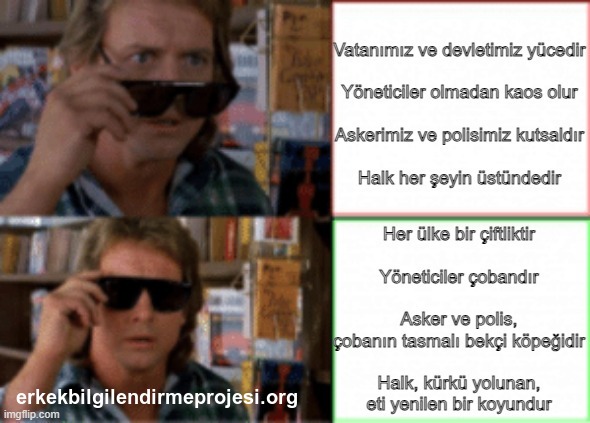 Vatanımız ve devletimiz yücedir
Yöneticiler olmadan kaos olur
Askerimiz ve polisimiz kutsaldır
Halk her şeyin üstündedir
Her ülke bir çiftliktir
Yöneticiler çobandır
Asker ve polis,
çobanın tasmalı bekçi köpeğidir
Halk, kürkü yolunan,
eti yenilen bir koyundur
erkekbilgilendirmeprojesi.org
imgflip.com